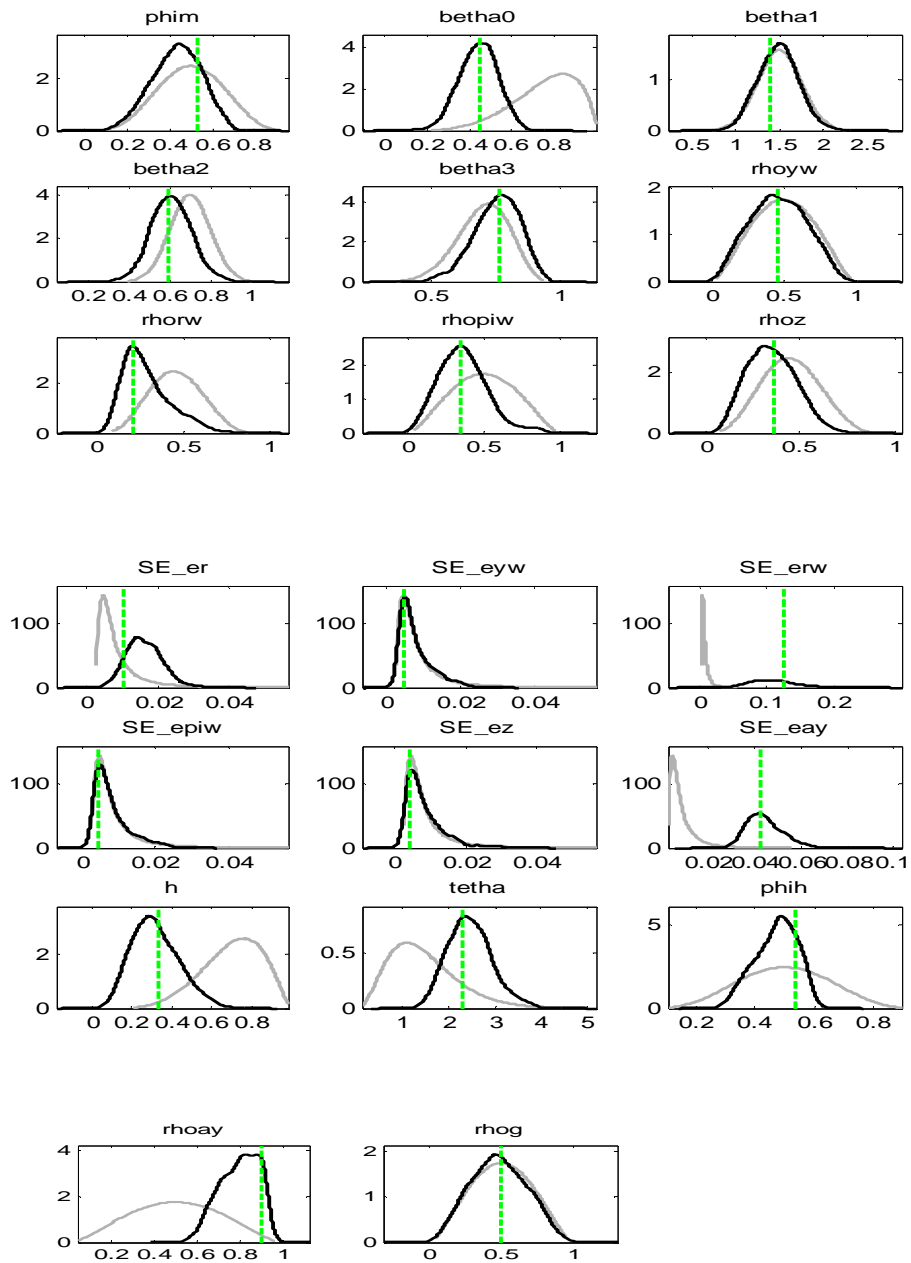 phim betha0 betha1
2 4 1
0 0 0
0 0.2 0.4 0.6 0.8 0 0.2 0.4 0.6 0.8 0.5 1 1.5 2 2.5
betha2 betha3 rhoyw
4 4 2
2 2 1
0 0 0
0.2 0.4 0.6 0.8 1 0.5 1 0 0.5 1
rhorw rhopiw rhoz
2 2 2
1
0 0 0
0 0.5 1 0 0.5 1 0 0.5 1
SE_er SE_eyw SE_erw
100 100 100
0 0 0
0 0.02 0.04 0 0.02 0.04 0 0.1 0.2
SE_epiw SE_ez SE_eay
100 100 100
0 0 0
0 0.02 0.04 0 0.02 0.04 0.02 0.04 0.06 0.08 0.1
h tetha phih
2 0.5 5
0 0 0
0 0.2 0.4 0.6 0.8 1 2 3 4 5 0.2 0.4 0.6 0.8
rhoay rhog
4 2
2 1
0 0
0.2 0.4 0.6 0.8 1 0 0.5 1